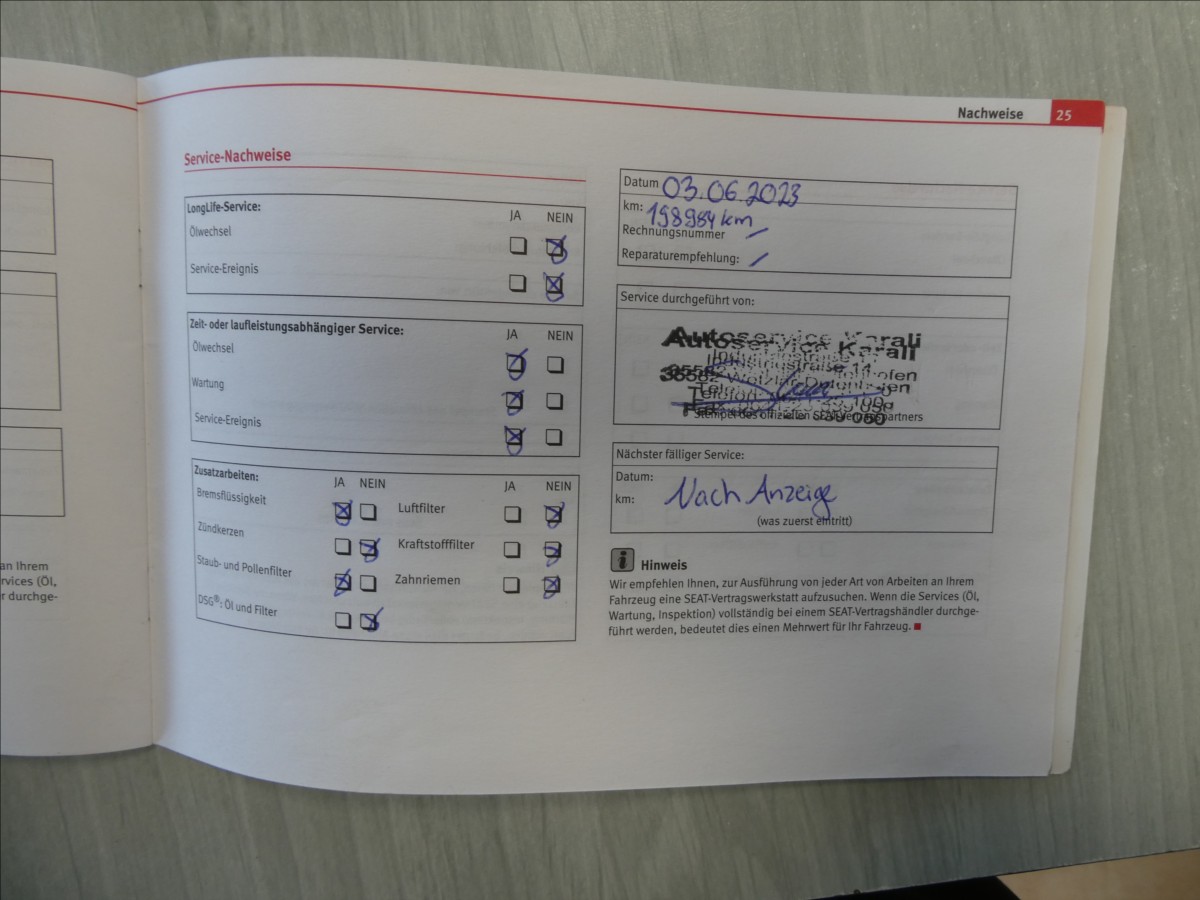 Nachweise 25
Service-Nachweise
LongLife-Service:
JA NEIN
Ölwechsel
Service-Ereignis
Zeit- oder laufleistungsabhängiger Service:
JA NEIN
Ölwechsel
Wartung
Service-Ereignis
Zusatzarbeiten:
JA NEIN JA NEIN
Bremsflüssigkeit Luftfilter
Zündkerzen Kraftstofffilter
Staub- und Pollenfilter Zahnriemen
DSG®: Öl und Filter
Datum 03.06.2023
km: 198984 km
Rechnungsnummer /
Reparaturempfehlung: /
Service durchgeführt von:
Autoservice Karali
Stempel des offiziellen SEAT-Vertragspartners
Nächster fälliger Service:
Datum:
km: Nach Anzeige
(was zuerst eintritt)
Hinweis
Wir empfehlen Ihnen, zur Ausführung von jeder Art von Arbeiten an Ihrem
Fahrzeug eine SEAT-Vertragswerkstatt aufzusuchen. Wenn die Services (Öl,
Wartung, Inspektion) vollständig bei einem SEAT-Vertragshändler durchge-
führt werden, bedeutet dies einen Mehrwert für Ihr Fahrzeug.
an Ihrem
rvices (Öl,
r durchge-